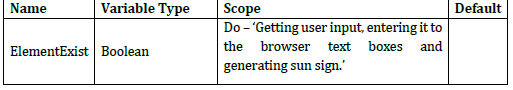 Name Variable Type Scope Default
ElementExist Boolean Do – ‘Getting user input, entering it to
the browser text boxes and
generating sun sign.’